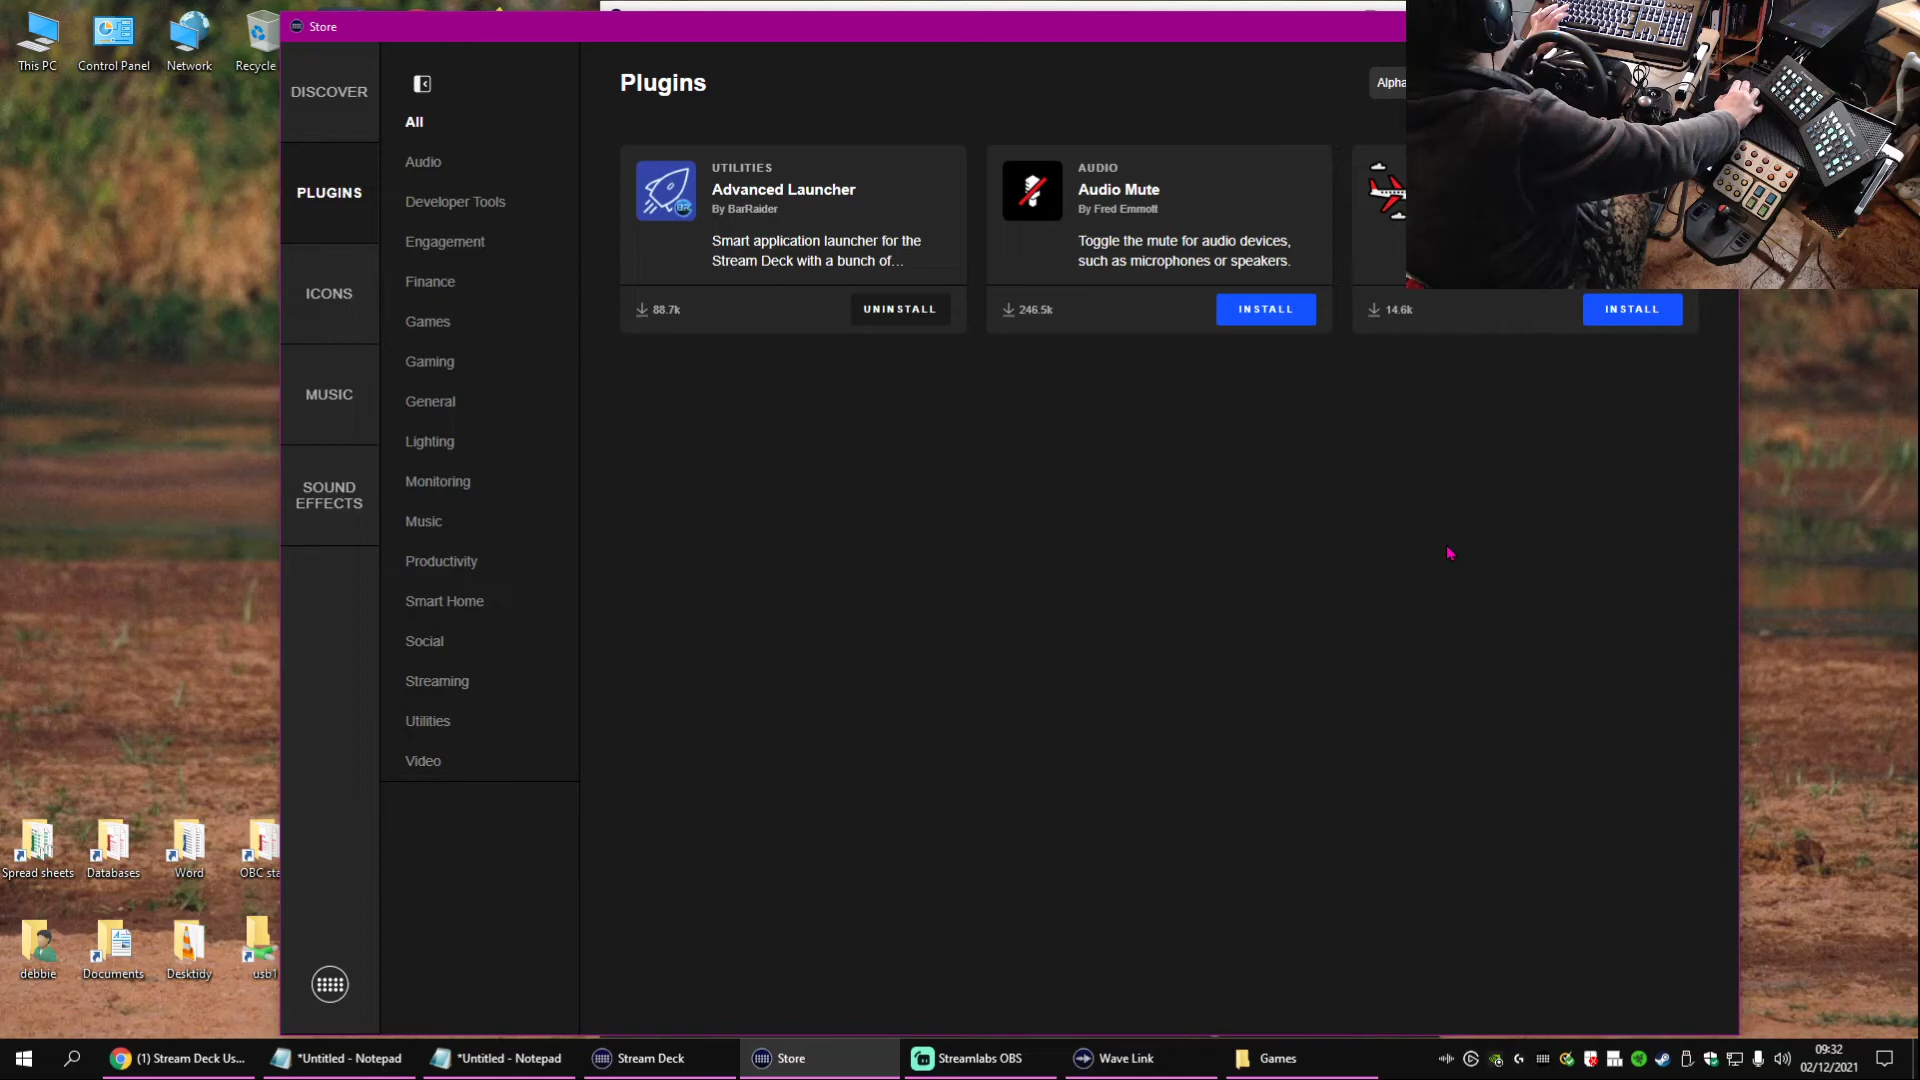 This PC
Control Panel
Network
Recycle
Store
DISCOVER
PLUGINS
ICONS
MUSIC
SOUND
EFFECTS
All
Audio
Developer Tools
Engagement
Finance
Games
Gaming
General
Lighting
Monitoring
Music
Productivity
Smart Home
Social
Streaming
Utilities
Video
Plugins
Alpha
UTILITIES
Advanced Launcher
By BarRaider
Smart application launcher for the
Stream Deck with a bunch of...
88.7k
UNINSTALL
AUDIO
Audio Mute
By Fred Emmott
Toggle the mute for audio devices,
such as microphones or speakers.
246.5k
INSTALL
14.6k
INSTALL
Spread sheets
Databases
Word
OBC sta
debbie
Documents
Desktidy
usb1
(1) Stream Deck Us...
*Untitled - Notepad
*Untitled - Notepad
Stream Deck
Store
Streamlabs OBS
Wave Link
Games
09:32
02/12/2021